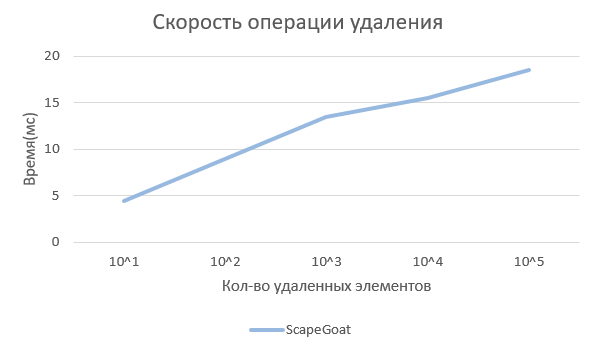 Скорость операции удаления
20
15
10
5
0
Время(мс)
10^1 10^2 10^3 10^4 10^5
Кол-во удаленных элементов
ScapeGoat